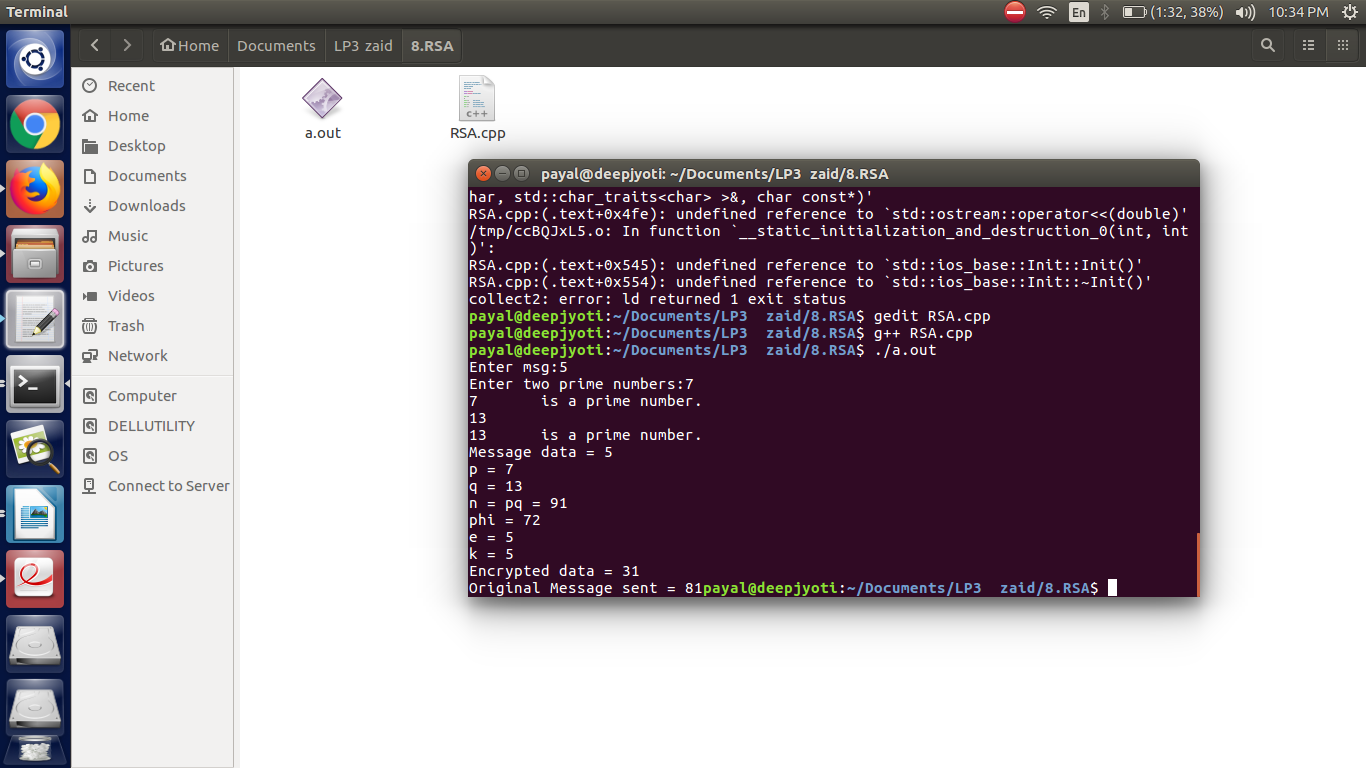 Terminal
En
(1:32, 38%)
10:34 PM
Home
Documents
LP3 zaid
8.RSA
Recent
Home
Desktop
Documents
Downloads
Music
Pictures
Videos
Trash
Network
Computer
DELLUTILITY
OS
Connect to Server
a.out
c++
RSA.cpp
payal@deepjyoti: ~/Documents/LP3  zaid/8.RSA
har, std::char_traits<char> >&, char const*)'
RSA.cpp:(.text+0x4fe): undefined reference to `std::ostream::operator<<(double)'
/tmp/ccBQJxL5.o: In function `__static_initialization_and_destruction_0(int, int
)':
RSA.cpp:(.text+0x545): undefined reference to `std::ios_base::Init::Init()'
RSA.cpp:(.text+0x554): undefined reference to `std::ios_base::Init::~Init()'
collect2: error: ld returned 1 exit status
payal@deepjyoti:~/Documents/LP3  zaid/8.RSA$ gedit RSA.cpp
payal@deepjyoti:~/Documents/LP3  zaid/8.RSA$ g++ RSA.cpp
payal@deepjyoti:~/Documents/LP3  zaid/8.RSA$ ./a.out
Enter msg:5
Enter two prime numbers:7
7       is a prime number.
13
13      is a prime number.
Message data = 5
p = 7
q = 13
n = pq = 91
phi = 72
e = 5
k = 5
Encrypted data = 31
Original Message sent = 81payal@deepjyoti:~/Documents/LP3  zaid/8.RSA$